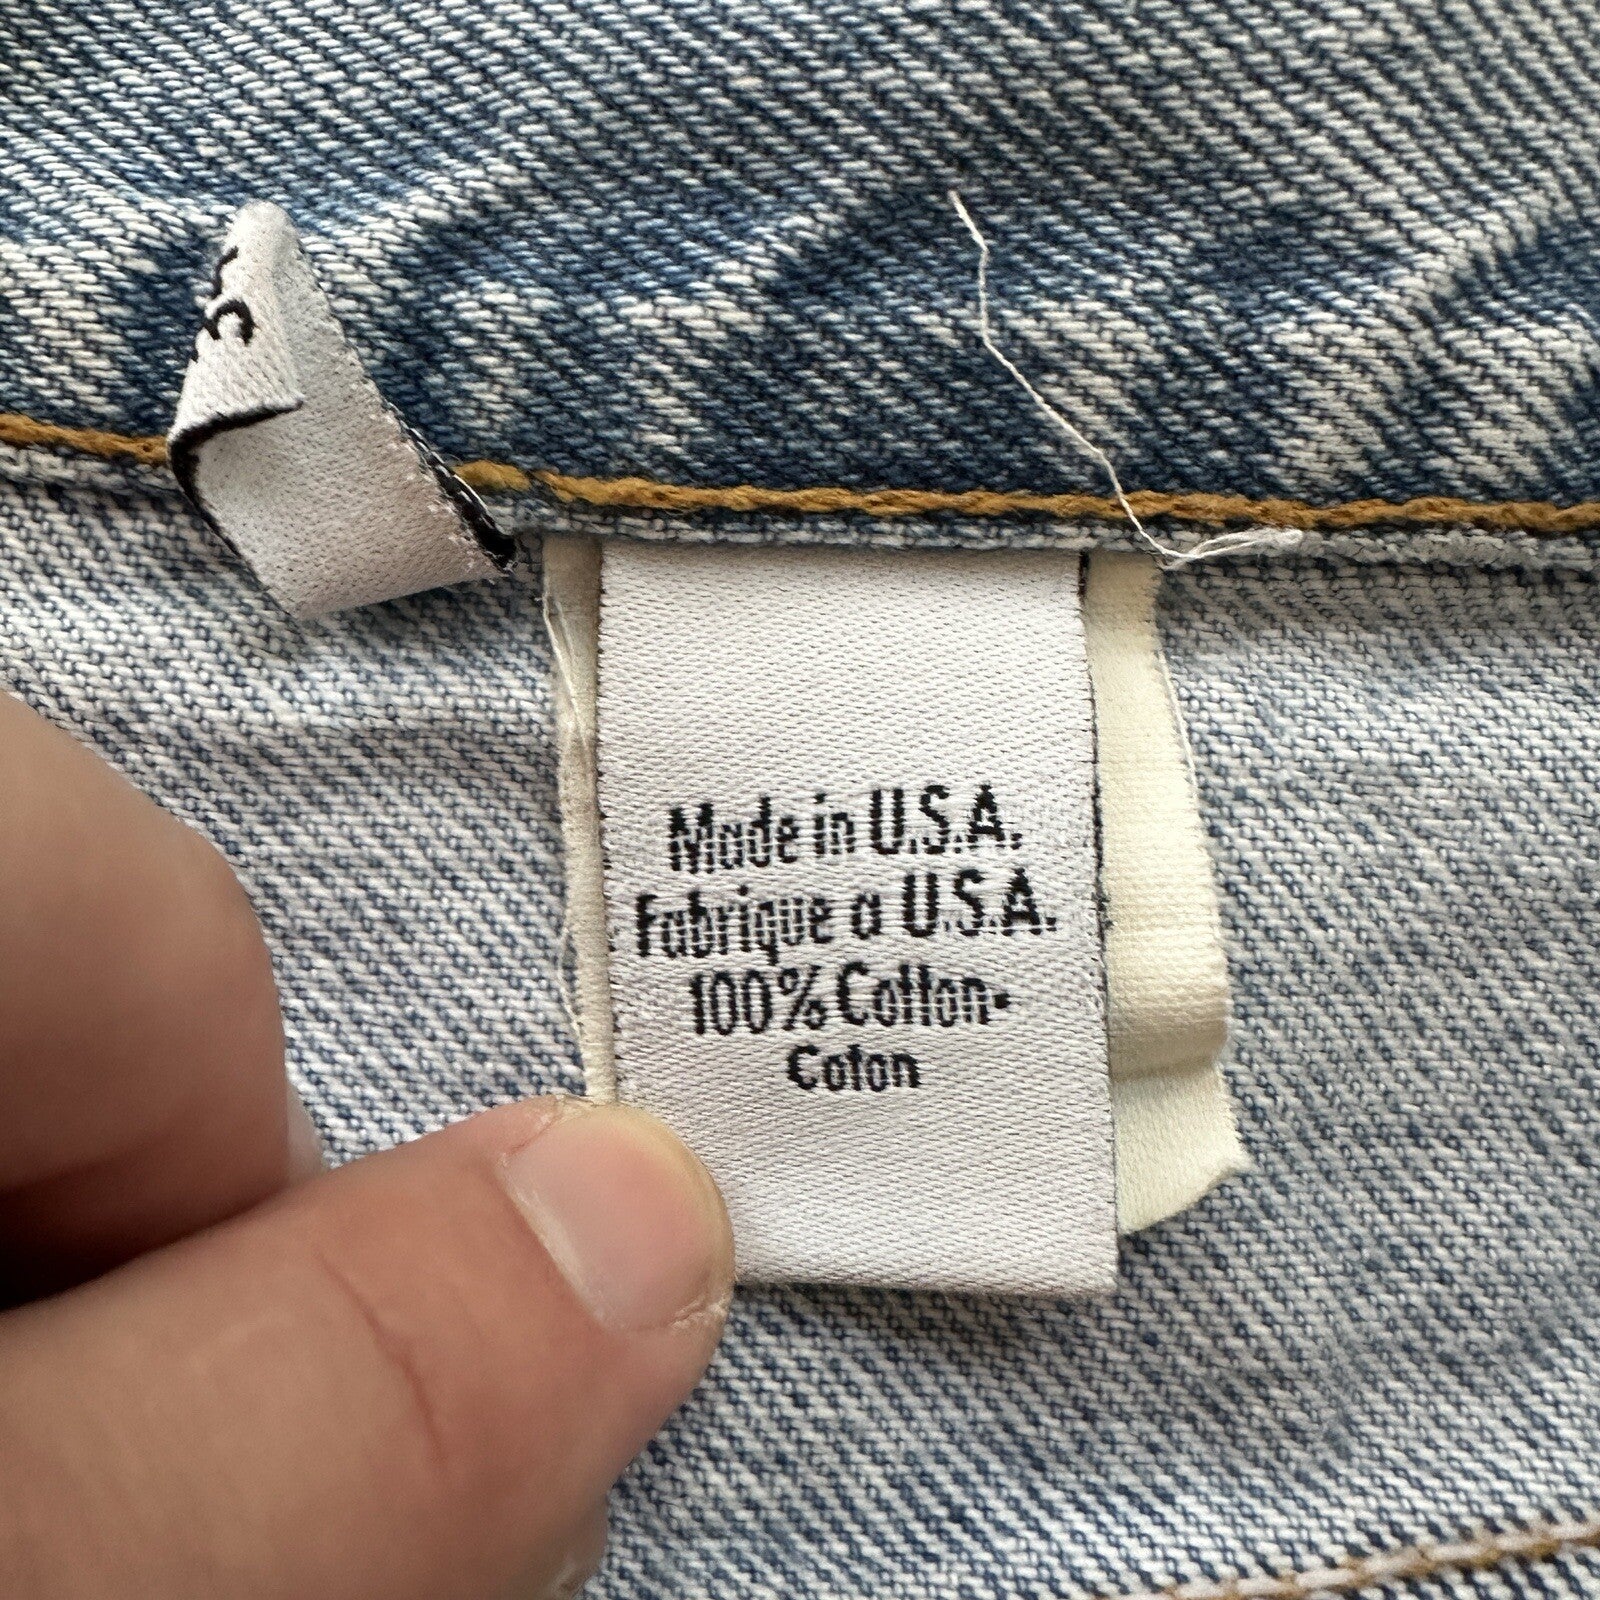 Made in U.S.A.
Fabrique a U.S.A.
100% Cotton•
Coton